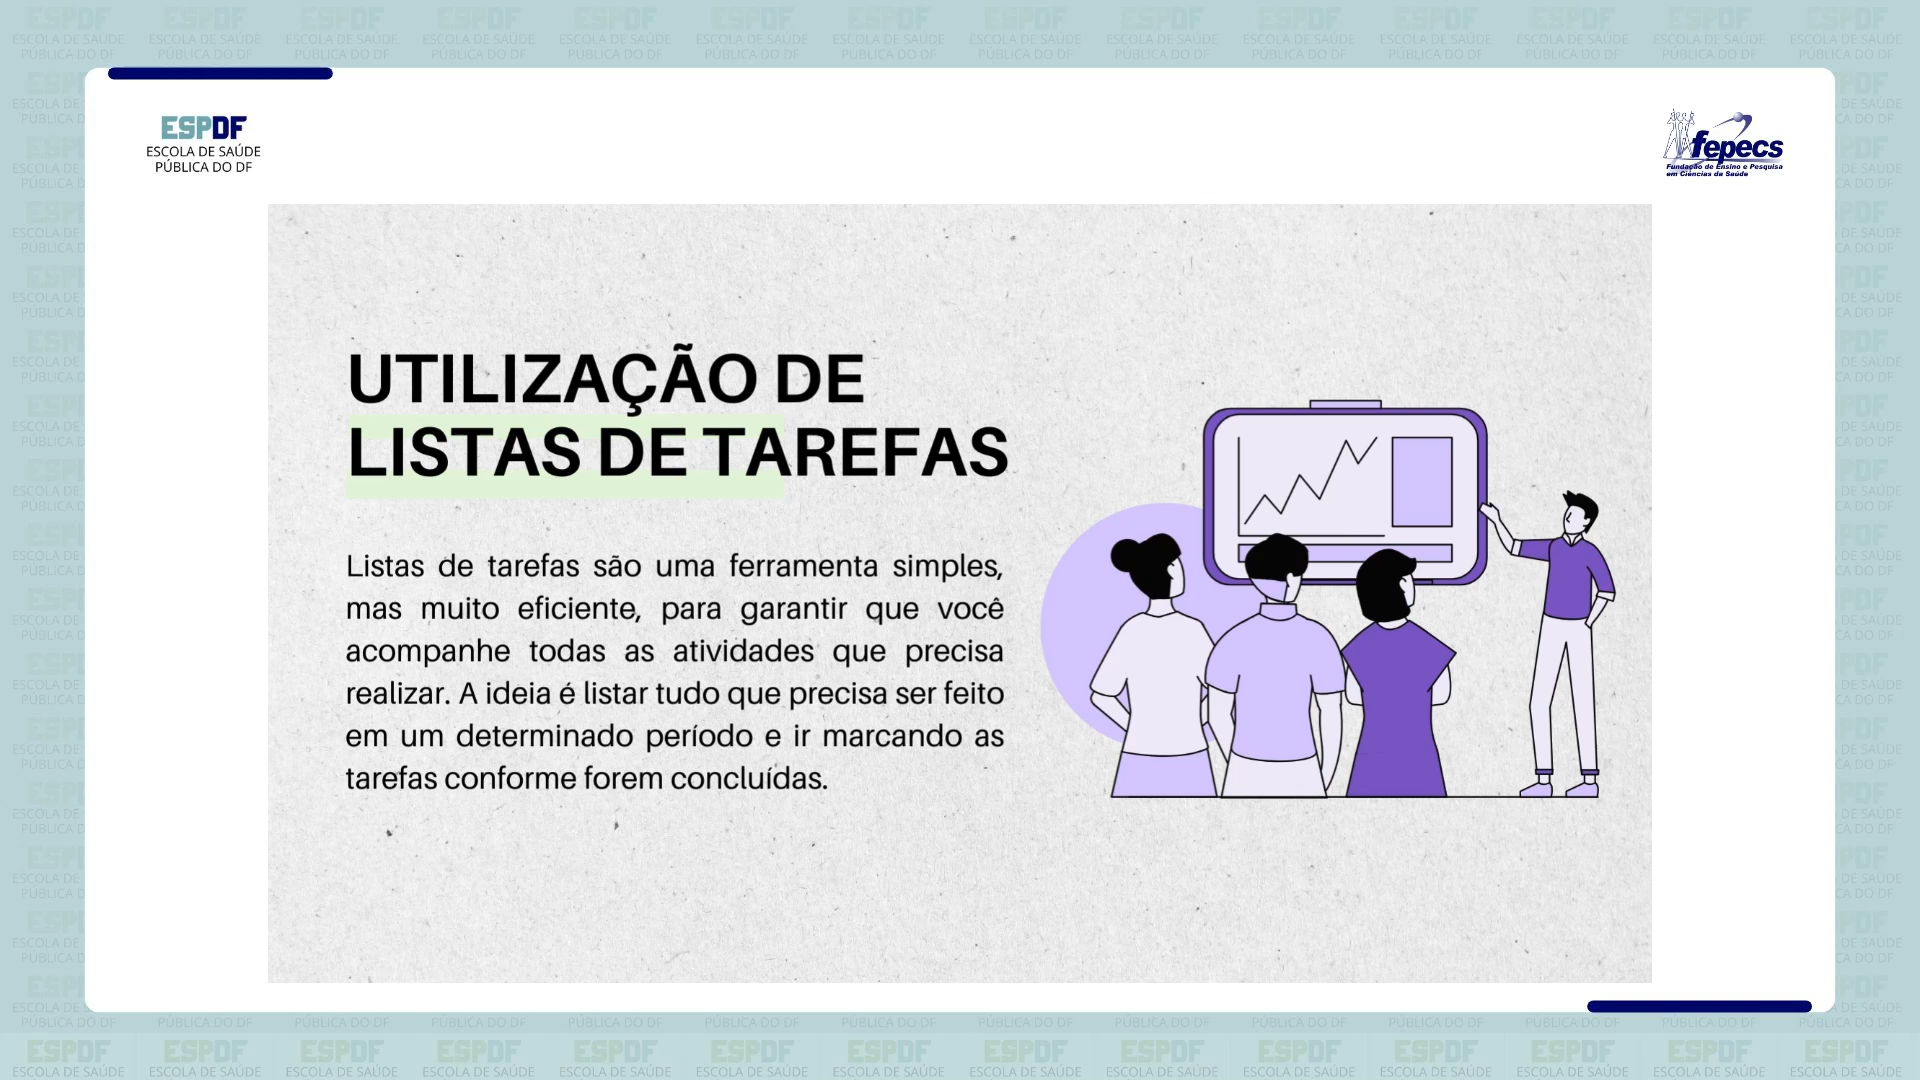 ESPDF
ESCOLA DE SAÚDE
PÚBLICA DO DF
fepecs
Fundação de Ensino e Pesquisa
em Ciências da Saúde
UTILIZAÇÃO DE
LISTAS DE TAREFAS
Listas de tarefas são uma ferramenta simples,
mas muito eficiente, para garantir que você
acompanhe todas as atividades que precisa
realizar. A ideia é listar tudo que precisa ser feito
em um determinado período e ir marcando as
tarefas conforme forem concluídas.